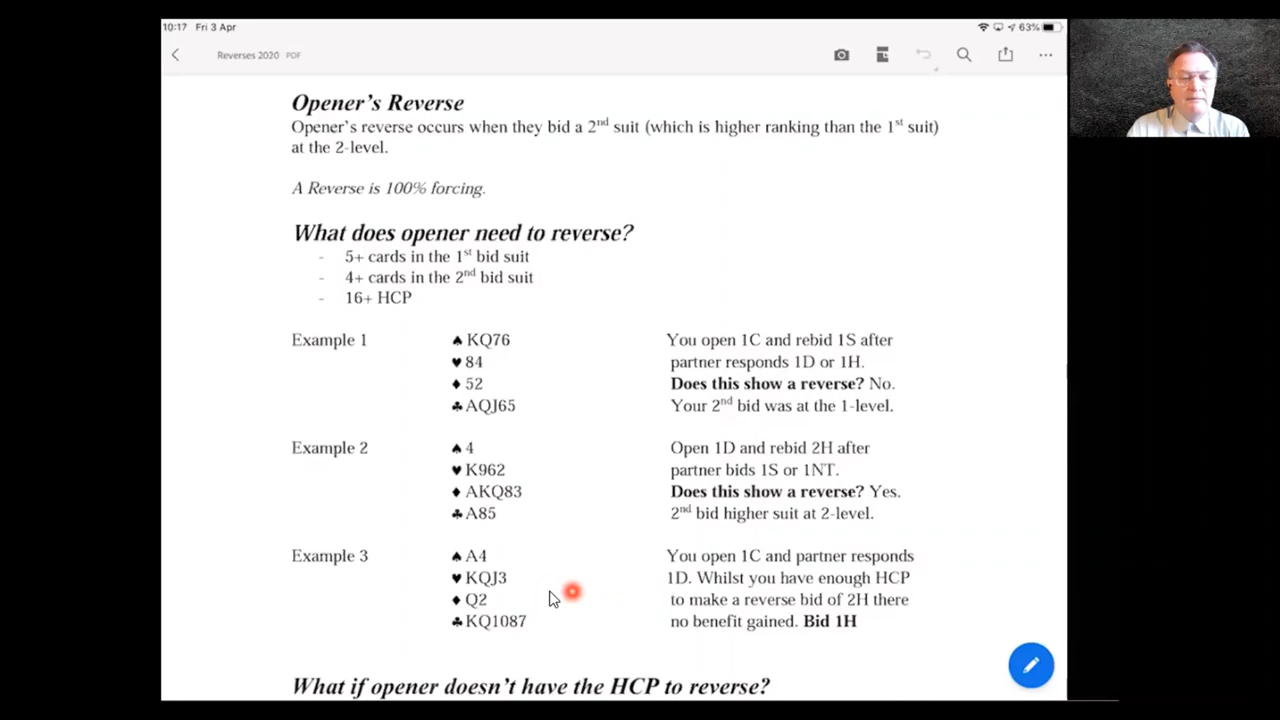 10:17 Fri 3 Apr
63%
Reverses 2020 PDF
Opener's Reverse
Opener's reverse occurs when they bid a 2nd suit (which is higher ranking than the 1st suit)
at the 2-level.
A Reverse is 100% forcing.
What does opener need to reverse?
- 5+ cards in the 1st bid suit
- 4+ cards in the 2nd bid suit
- 16+ HCP
Example 1 ♠ KQ76 You open 1C and rebid 1S after
♥ 84 partner responds 1D or 1H.
♦ 52 Does this show a reverse? No.
♣ AQJ65 Your 2nd bid was at the 1-level.
Example 2 ♠ 4 Open 1D and rebid 2H after
♥ K962 partner bids 1S or 1NT.
♦ AKQ83 Does this show a reverse? Yes.
♣ A85 2nd bid higher suit at 2-level.
Example 3 ♠ A4 You open 1C and partner responds
♥ KQJ3 1D. Whilst you have enough HCP
♦ Q2 to make a reverse bid of 2H there
♣ KQ1087 no benefit gained. Bid 1H
What if opener doesn't have the HCP to reverse?